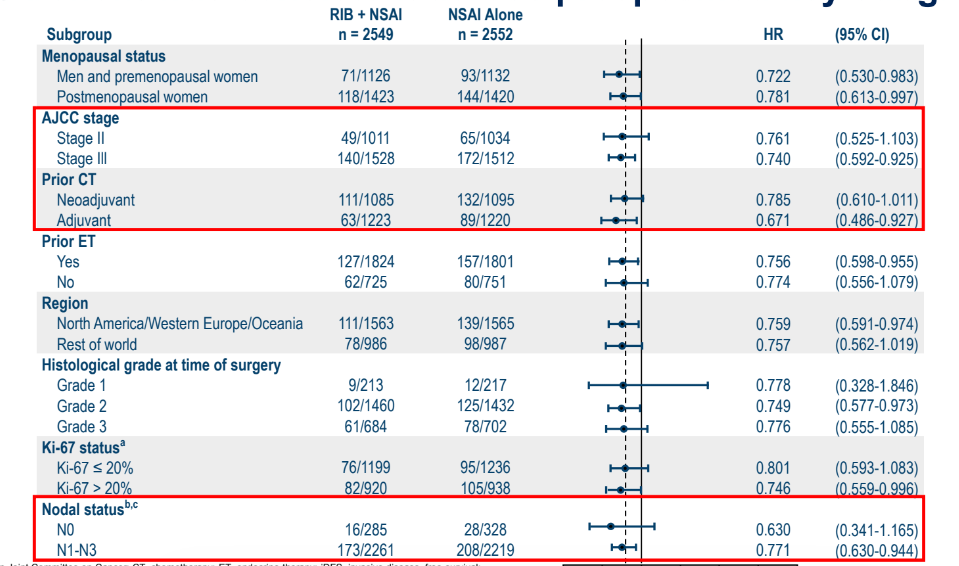 RIB + NSAI NSAI Alone
Subgroup n = 2549 n = 2552 HR (95% CI)
Menopausal status
Men and premenopausal women 71/1126 93/1132 0.722 (0.530-0.983)
Postmenopausal women 118/1423 144/1420 0.781 (0.613-0.997)
AJCC stage
Stage II 49/1011 65/1034 0.761 (0.525-1.103)
Stage III 140/1528 172/1512 0.740 (0.592-0.925)
Prior CT
Neoadjuvant 111/1085 132/1095 0.785 (0.610-1.011)
Adjuvant 63/1223 89/1220 0.671 (0.486-0.927)
Prior ET
Yes 127/1824 157/1801 0.756 (0.598-0.955)
No 62/725 80/751 0.774 (0.556-1.079)
Region
North America/Western Europe/Oceania 111/1563 139/1565 0.759 (0.591-0.974)
Rest of world 78/986 98/987 0.757 (0.562-1.019)
Histological grade at time of surgery
Grade 1 9/213 12/217 0.778 (0.328-1.846)
Grade 2 102/1460 125/1432 0.749 (0.577-0.973)
Grade 3 61/684 78/702 0.776 (0.555-1.085)
Ki-67 statusᵃ
Ki-67 ≤ 20% 76/1199 95/1236 0.801 (0.593-1.083)
Ki-67 > 20% 82/920 105/938 0.746 (0.559-0.996)
Nodal statusᵇ,ᶜ
N0 16/285 28/328 0.630 (0.341-1.165)
N1-N3 173/2261 208/2219 0.771 (0.630-0.944)